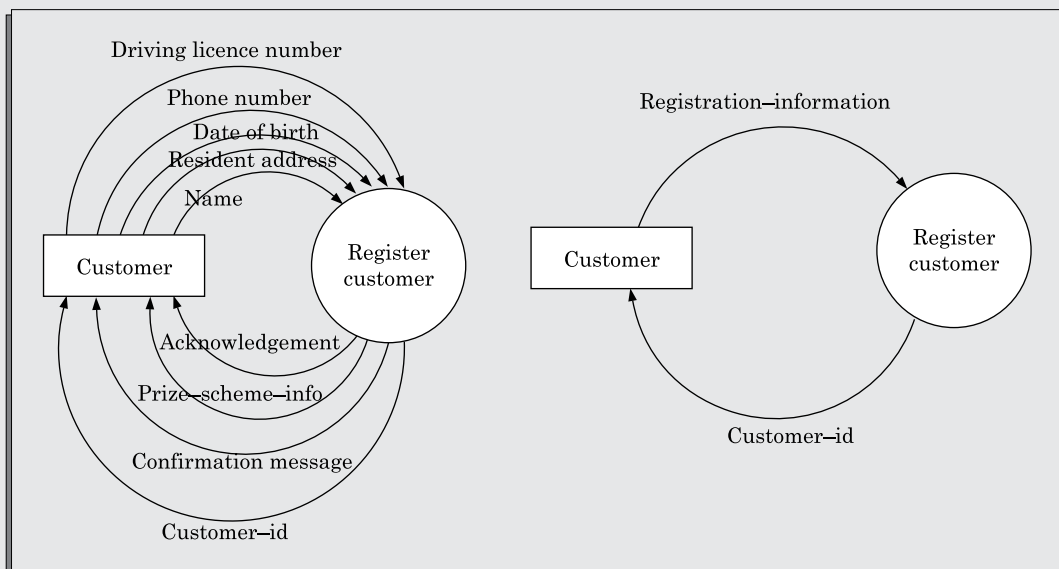 Driving licence number
Phone number
Date of birth
Resident address
Name
Customer
Register
customer
Acknowledgement
Prize–scheme–info
Confirmation message
Customer–id
Registration–information
Customer
Register
customer
Customer–id